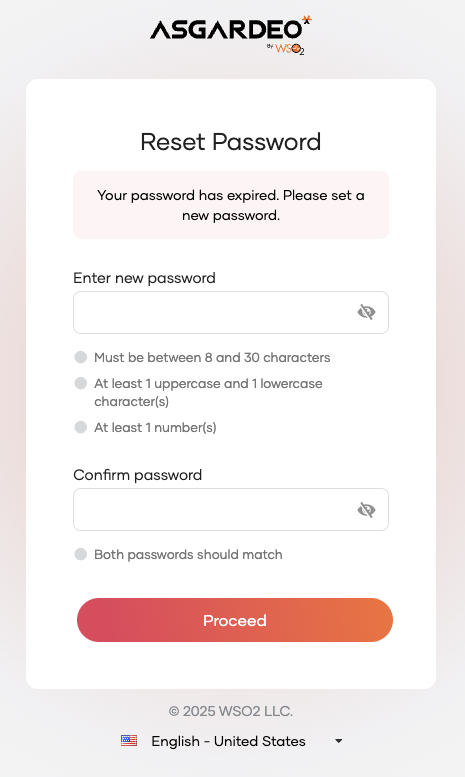 ASGARDEO
By WSO2
Reset Password
Your password has expired. Please set a
new password.
Enter new password
Must be between 8 and 30 characters
At least 1 uppercase and 1 lowercase
character(s)
At least 1 number(s)
Confirm password
Both passwords should match
Proceed
© 2025 WSO2 LLC.
English - United States